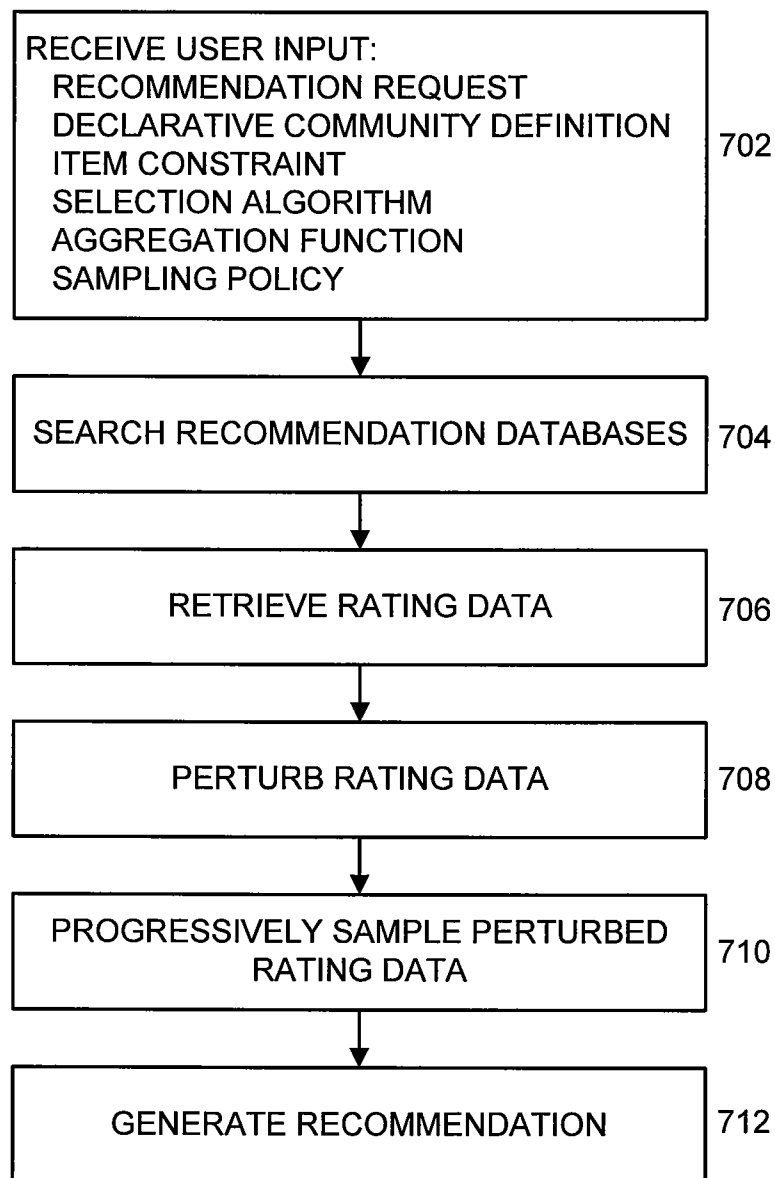 RECEIVE USER INPUT:
RECOMMENDATION REQUEST
DECLARATIVE COMMUNITY DEFINITION
ITEM CONSTRAINT
SELECTION ALGORITHM
AGGREGATION FUNCTION
SAMPLING POLICY
702
SEARCH RECOMMENDATION DATABASES
704
RETRIEVE RATING DATA
706
PERTURB RATING DATA
708
PROGRESSIVELY SAMPLE PERTURBED
RATING DATA
710
GENERATE RECOMMENDATION
712